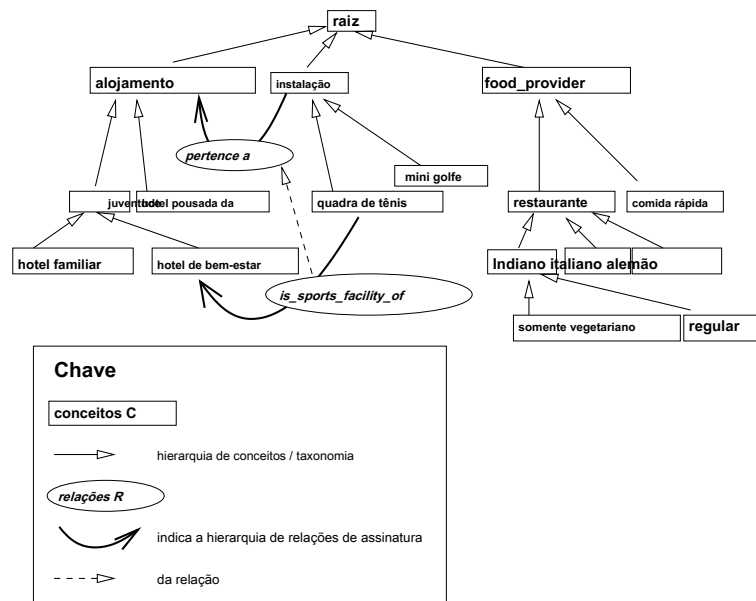 raiz
alojamento
instalação
food_provider
pertence a
mini golfe
juventude
hotel pousada da
quadra de tênis
restaurante
comida rápida
hotel familiar
hotel de bem-estar
Indiano italiano alemão
is_sports_facility_of
somente vegetariano
regular
Chave
conceitos C
hierarquia de conceitos / taxonomia
relações R
indica a hierarquia de relações de assinatura
da relação